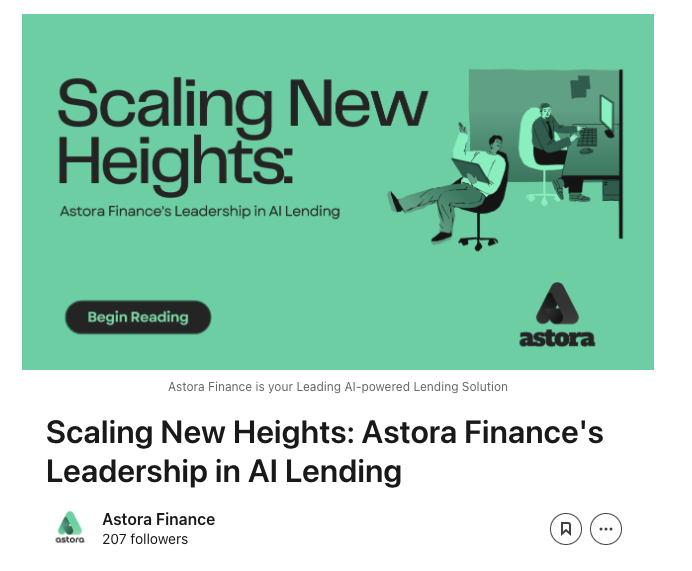 Scaling New
Heights:
Astora Finance's Leadership in AI Lending
Begin Reading
astora
Astora Finance is your Leading AI-powered Lending Solution
Scaling New Heights: Astora Finance's
Leadership in AI Lending
astora
Astora Finance
207 followers